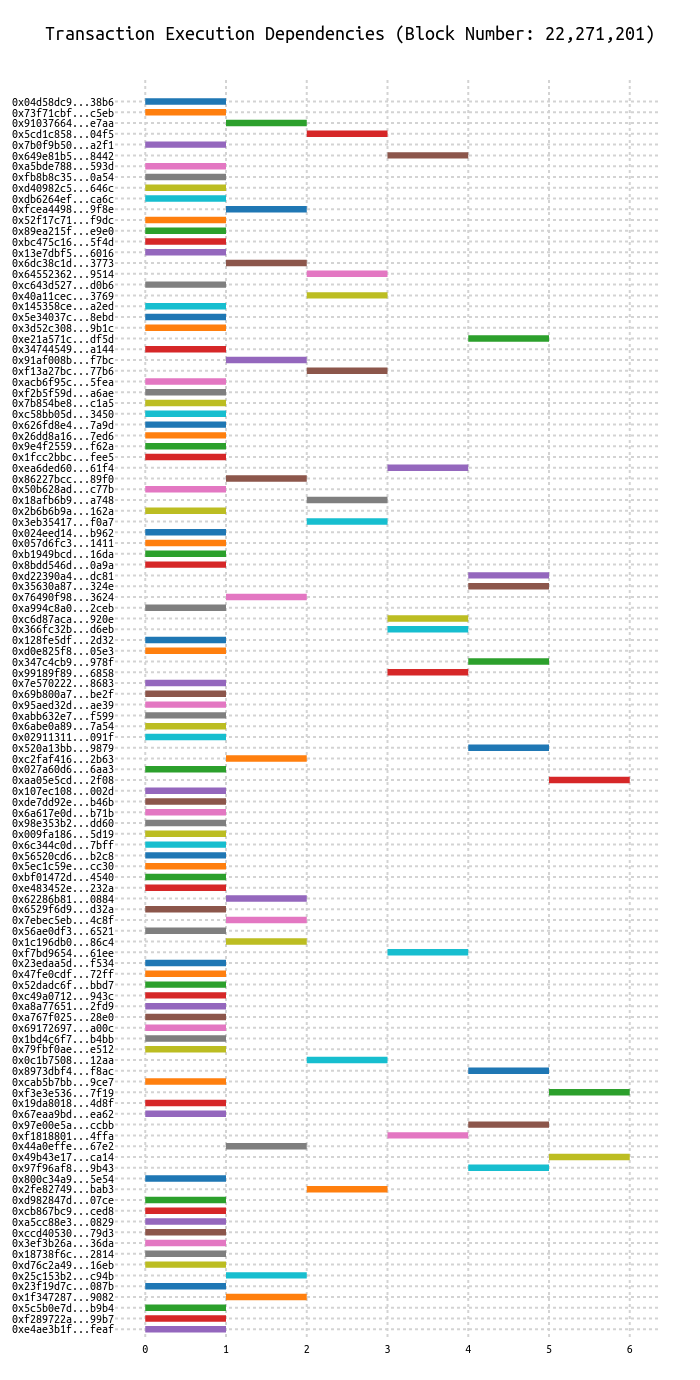 Transaction Execution Dependencies (Block Number: 22,271,201)
0x04d58dc9...38b6
0x73f71cbf...c5eb
0x91037664...e7aa
0x5cd1c858...04f5
0x7b0f9b50...a2f1
0x649e81b5...8442
0xa5bde788...593d
0xfb8b8c35...0a54
0xd40982c5...646c
0xdb6264ef...ca6c
0xfcea4498...9f8e
0x52f17c71...f9dc
0x89ea215f...e9e0
0xbc475c16...5f4d
0x13e7dbf5...6016
0x6dc38c1d...3773
0x64552362...9514
0xc643d527...d0b6
0x40a11cec...3769
0x145358ce...a2ed
0x5e34037c...8ebd
0x3d52c308...9b1c
0xe21a571c...df5d
0x34744549...a144
0x91af008b...f7bc
0xf13a27bc...77b6
0xacb6f95c...5fea
0xf2b5f59d...a6ae
0x7b854be8...c1a5
0xc58bb05d...3450
0x626fd8e4...7a9d
0x26dd8a16...7ed6
0x9e4f2559...f62a
0x1fcc2bbc...fee5
0xea6ded60...61f4
0x86227bcc...89f0
0x50b628ad...c77b
0x18afb6b9...a748
0x2b6b6b9a...162a
0x3eb35417...f0a7
0x024eed14...b962
0x057d6fc3...1411
0xb1949bcd...16da
0x8bdd546d...0a9a
0xd22390a4...dc81
0x35630a87...324e
0x76490f98...3624
0xa994c8a0...2ceb
0xc6d87aca...920e
0x366fc32b...d6eb
0x128fe5df...2d32
0xd0e825f8...05e3
0x347c4cb9...978f
0x99189f89...6858
0x7e570222...8683
0x69b800a7...be2f
0x95aed32d...ae39
0xabb632e7...f599
0x6abe0a89...7a54
0x02911311...091f
0x520a13bb...9879
0xc2faf416...2b63
0x027a60d6...6aa3
0xaa05e5cd...2f08
0x107ec108...002d
0xde7dd92e...b46b
0x6a617e0d...b71b
0x98e353b2...dd60
0x009fa186...5d19
0x6c344c0d...7bff
0x56520cd6...b2c8
0x5ec1c59e...cc30
0xbf01472d...4540
0xe483452e...232a
0x62286b81...0884
0x6529f6d9...d32a
0x7ebec5eb...4c8f
0x56ae0df3...6521
0x1c196db0...86c4
0xf7bd9654...61ee
0x23edaa5d...f534
0x47fe0cdf...72ff
0x52dadc6f...bbd7
0xc49a0712...943c
0xa8a77651...2fd9
0xa767f025...28e0
0x69172697...a00c
0x1bd4c6f7...b4bb
0x79fbf0ae...e512
0x0c1b7508...12aa
0x8973dbf4...f8ac
0xcab5b7bb...9ce7
0xf3e3e536...7f19
0x19da8018...4d8f
0x67eaa9bd...ea62
0x97e00e5a...ccbb
0xf1818801...4ffa
0x44a0effe...67e2
0x49b43e17...ca14
0x97f96af8...9b43
0x800c34a9...5e54
0x2fe82749...bab3
0xd982847d...07ce
0xcb867bc9...ced8
0xa5cc88e3...0829
0xccd40530...79d3
0x3ef3b26a...36da
0x18738f6c...2814
0xd76c2a49...16eb
0x25c153b2...c94b
0x23f19d7c...087b
0x1f347287...9082
0x5c5b0e7d...b9b4
0xf289722a...99b7
0xe4ae3b1f...feaf
0 1 2 3 4 5 6